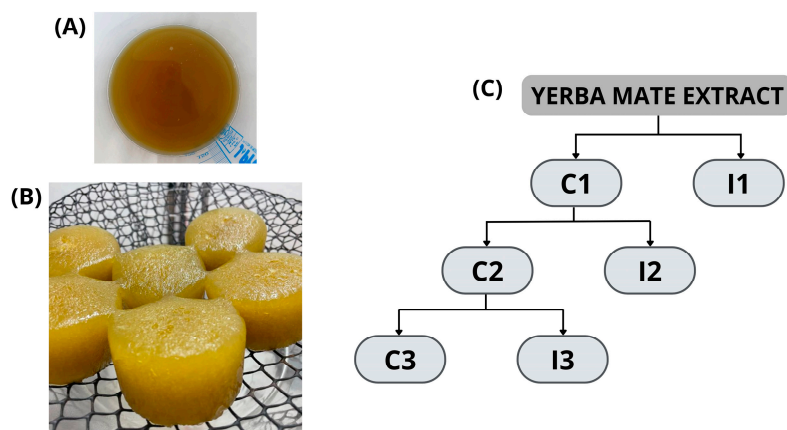 (A)
(B)
(C)
YERBA MATE EXTRACT
C1
I1
C2
I2
C3
I3